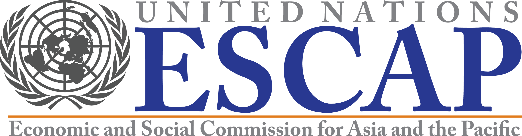 UNITED NATIONS
ESCAP
Economic and Social Commission for Asia and the Pacific